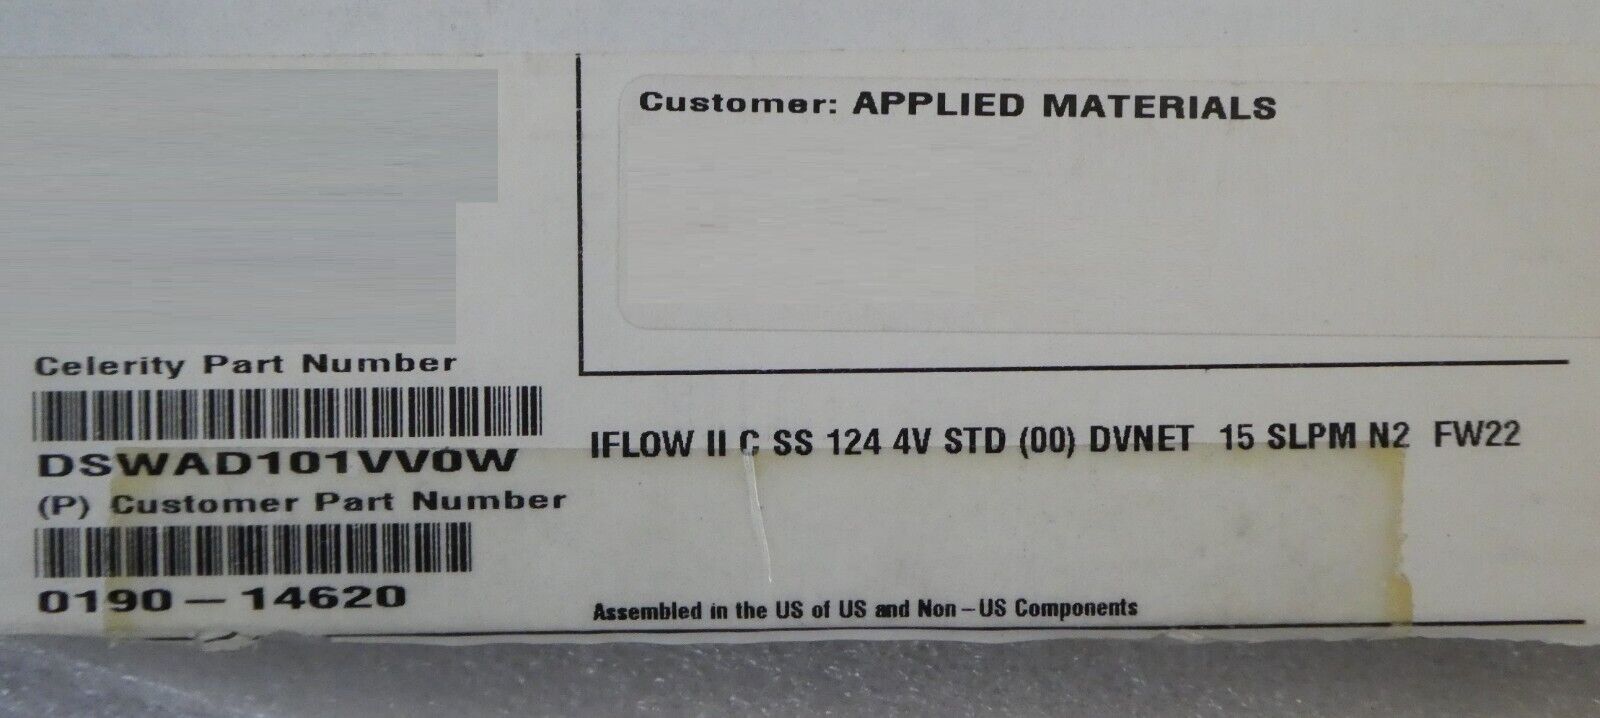 Customer: APPLIED MATERIALS
Celerity Part Number
DSWAD101VV0W
(P) Customer Part Number
0190-14620
IFLOW II C SS 124 4V STD (00) DVNET 15 SLPM N2 FW22
Assembled in the US of US and Non-US Components